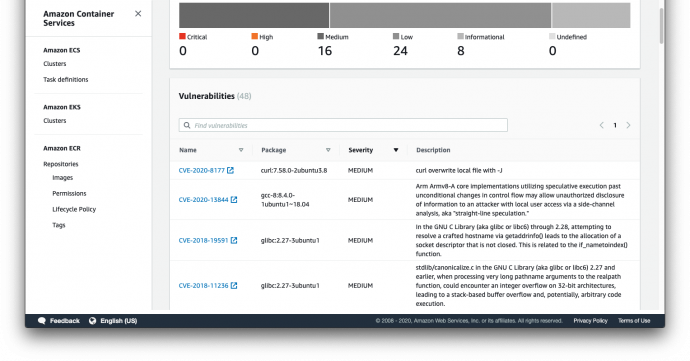 Amazon Container
Services
Amazon ECS
Clusters
Task definitions
Amazon EKS
Clusters
Amazon ECR
Repositories
Images
Permissions
Lifecycle Policy
Tags
Critical High Medium Low Informational Undefined
0 0 16 24 8 0
Vulnerabilities (48)
Find vulnerabilities
1
Name Package Severity Description
CVE-2020-8177 curl:7.58.0-2ubuntu3.8 MEDIUM curl overwrite local file with -J
Arm Armv8-A core implementations utilizing speculative execution past
CVE-2020-13844 gcc-8:8.4.0- MEDIUM unconditional changes in control flow may allow unauthorized disclosure
1ubuntu1~18.04 of information to an attacker with local user access via a side-channel
analysis, aka "straight-line speculation."
In the GNU C Library (aka glibc or libc6) through 2.28, attempting to
CVE-2018-19591 glibc:2.27-3ubuntu1 MEDIUM resolve a crafted hostname via getaddrinfo() leads to the allocation of a
socket descriptor that is not closed. This is related to the if_nametoindex()
function.
stdlib/canonicalize.c in the GNU C Library (aka glibc or libc6) 2.27 and
earlier, when processing very long pathname arguments to the realpath
CVE-2018-11236 glibc:2.27-3ubuntu1 MEDIUM function, could encounter an integer overflow on 32-bit architectures,
leading to a stack-based buffer overflow and, potentially, arbitrary code
execution.
Feedback English (US) © 2008 - 2020, Amazon Web Services, Inc. or its affiliates. All rights reserved. Privacy Policy Terms of Use